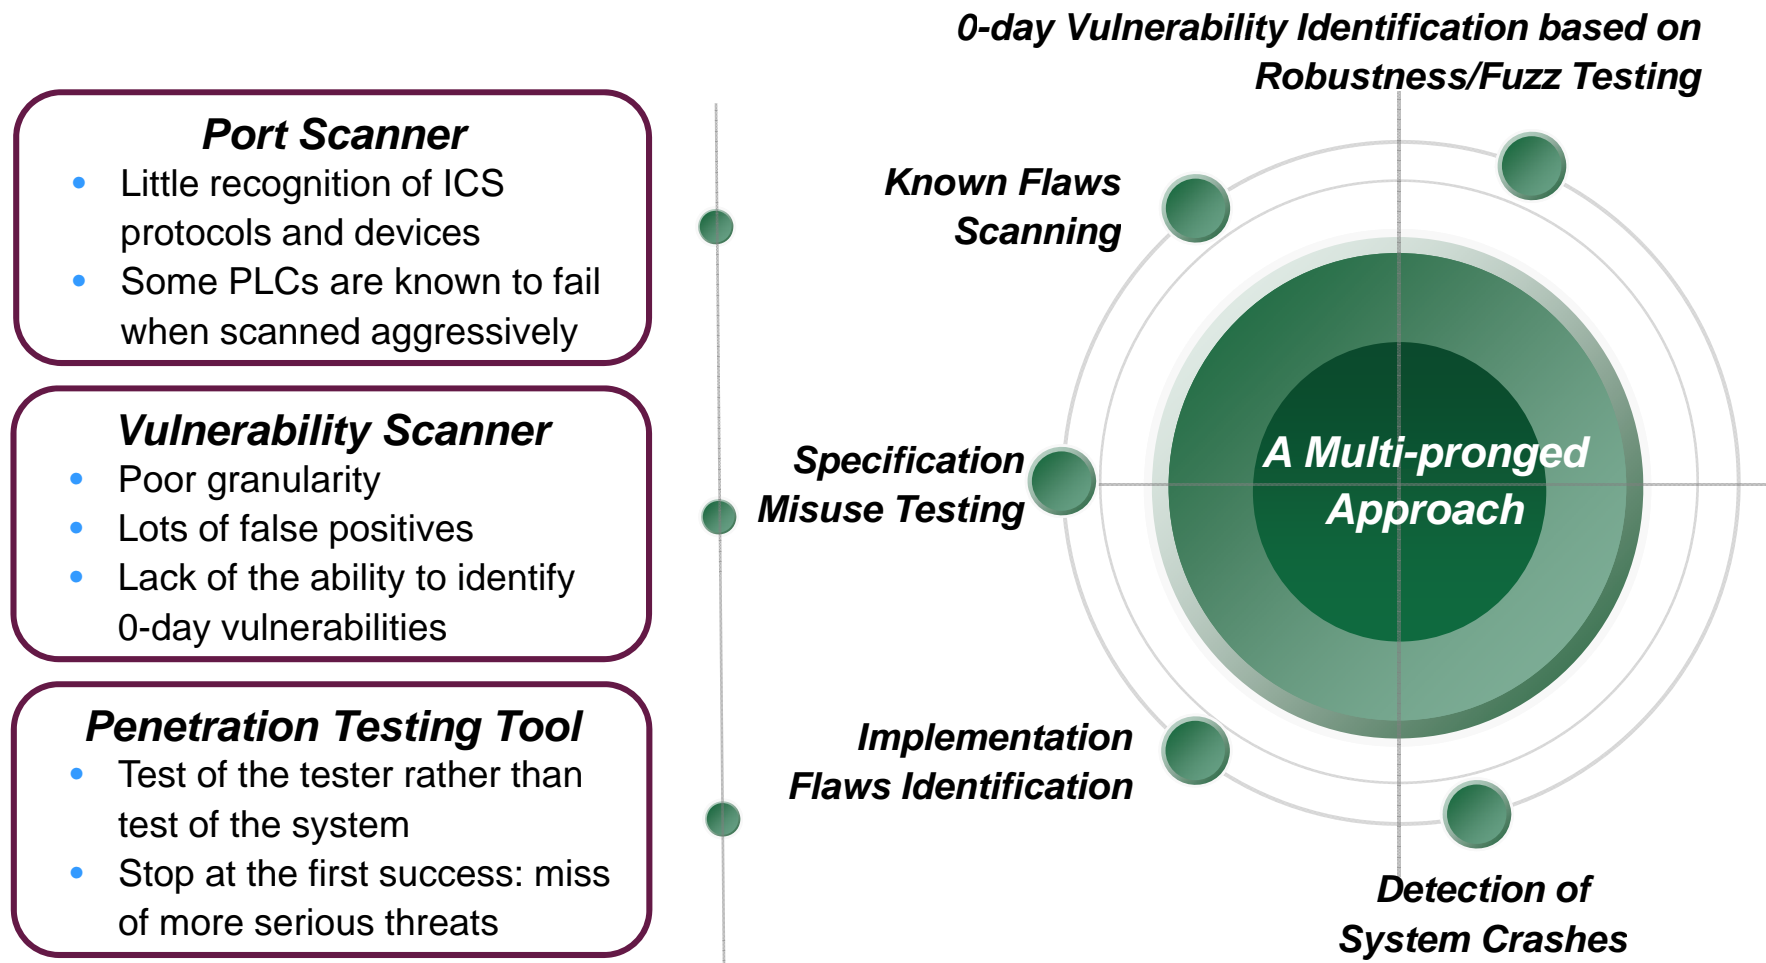 Port Scanner
• Little recognition of ICS
protocols and devices
• Some PLCs are known to fail
when scanned aggressively
Vulnerability Scanner
• Poor granularity
• Lots of false positives
• Lack of the ability to identify
0-day vulnerabilities
Penetration Testing Tool
• Test of the tester rather than
test of the system
• Stop at the first success: miss
of more serious threats
0-day Vulnerability Identification based on
Robustness/Fuzz Testing
Known Flaws
Scanning
Specification
Misuse Testing
Implementation
Flaws Identification
Detection of
System Crashes
A Multi-pronged
Approach